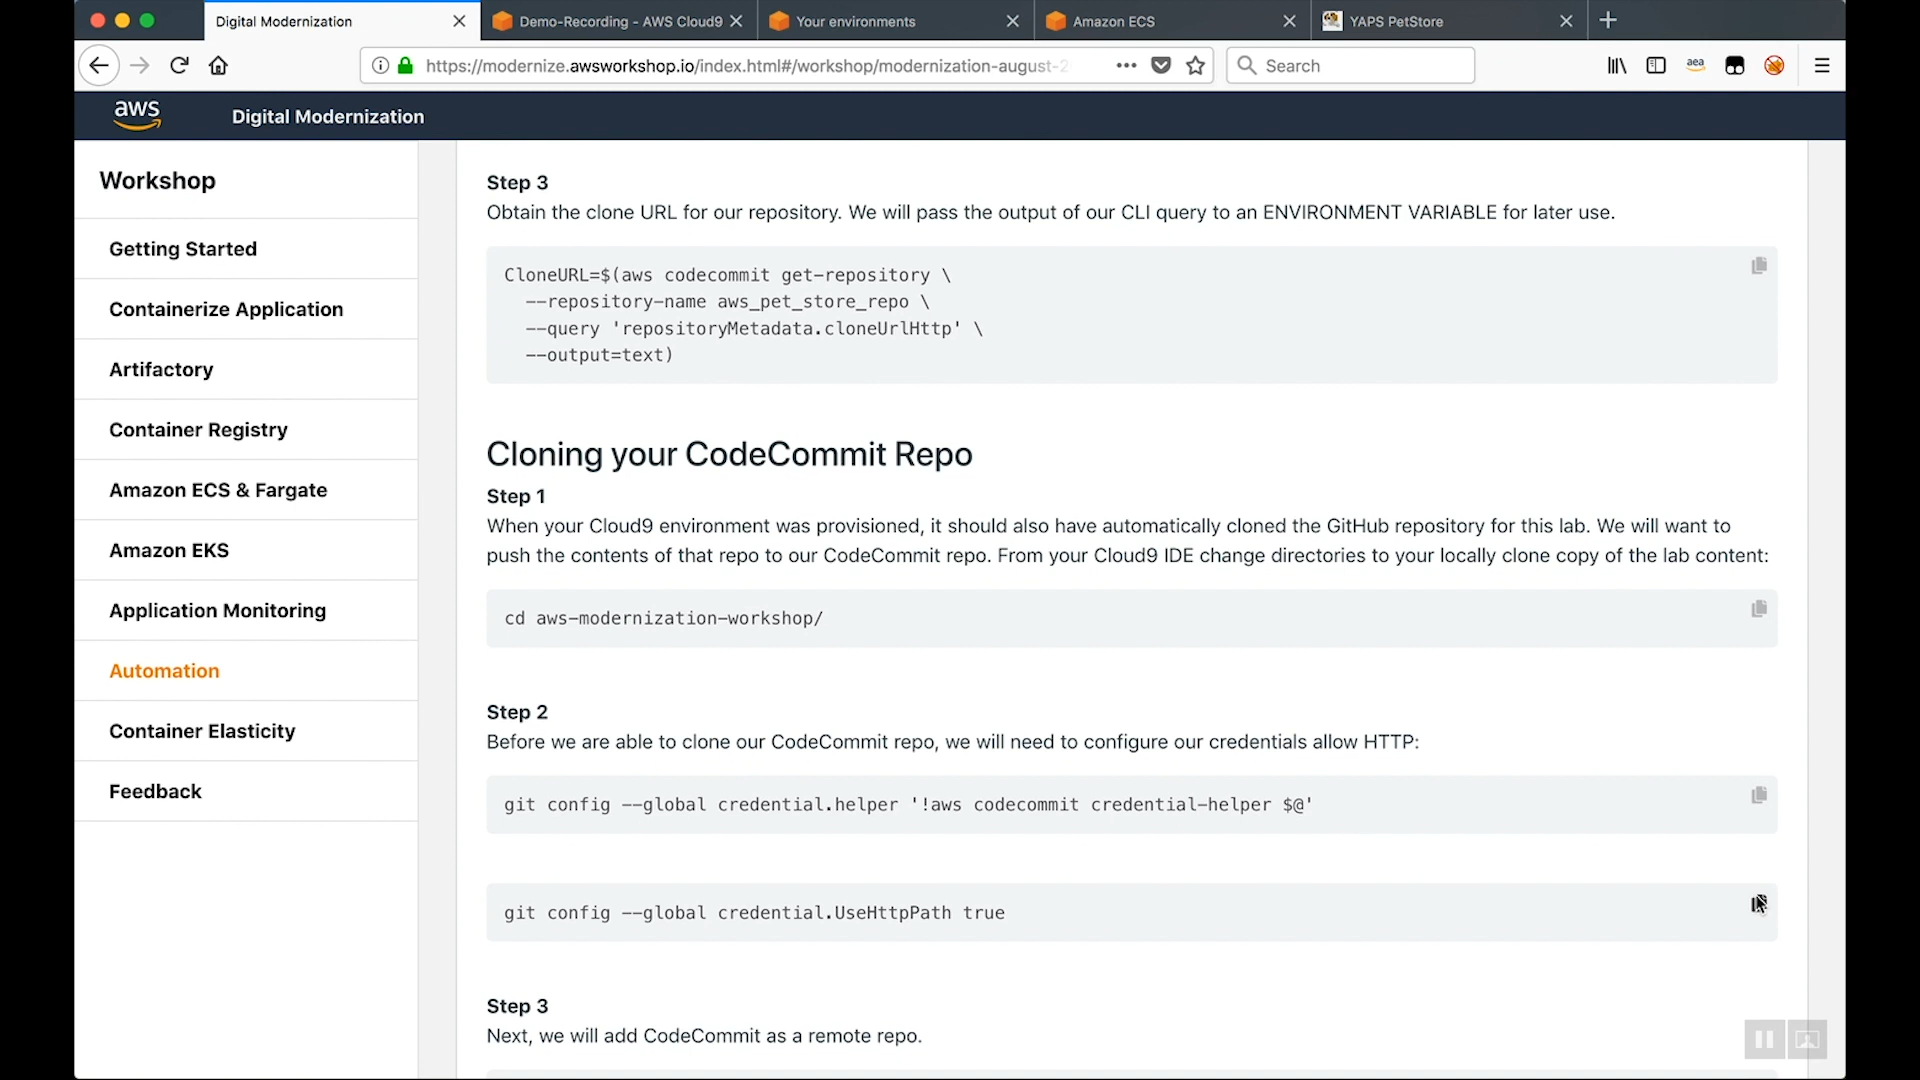 Digital Modernization
Demo-Recording - AWS Cloud9
Your environments
Amazon ECS
YAPS PetStore
https://modernize.awsworkshop.io/index.html#/workshop/modernization-august-2
Search
aea
aws
Digital Modernization
Workshop
Getting Started
Containerize Application
Artifactory
Container Registry
Amazon ECS & Fargate
Amazon EKS
Application Monitoring
Automation
Container Elasticity
Feedback
Step 3
Obtain the clone URL for our repository. We will pass the output of our CLI query to an ENVIRONMENT VARIABLE for later use.
CloneURL=$(aws codecommit get-repository \
--repository-name aws_pet_store_repo \
--query 'repositoryMetadata.cloneUrlHttp' \
--output=text)
Cloning your CodeCommit Repo
Step 1
When your Cloud9 environment was provisioned, it should also have automatically cloned the GitHub repository for this lab. We will want to
push the contents of that repo to our CodeCommit repo. From your Cloud9 IDE change directories to your locally clone copy of the lab content:
cd aws-modernization-workshop/
Step 2
Before we are able to clone our CodeCommit repo, we will need to configure our credentials allow HTTP:
git config --global credential.helper '!aws codecommit credential-helper $@'
git config --global credential.UseHttpPath true
Step 3
Next, we will add CodeCommit as a remote repo.